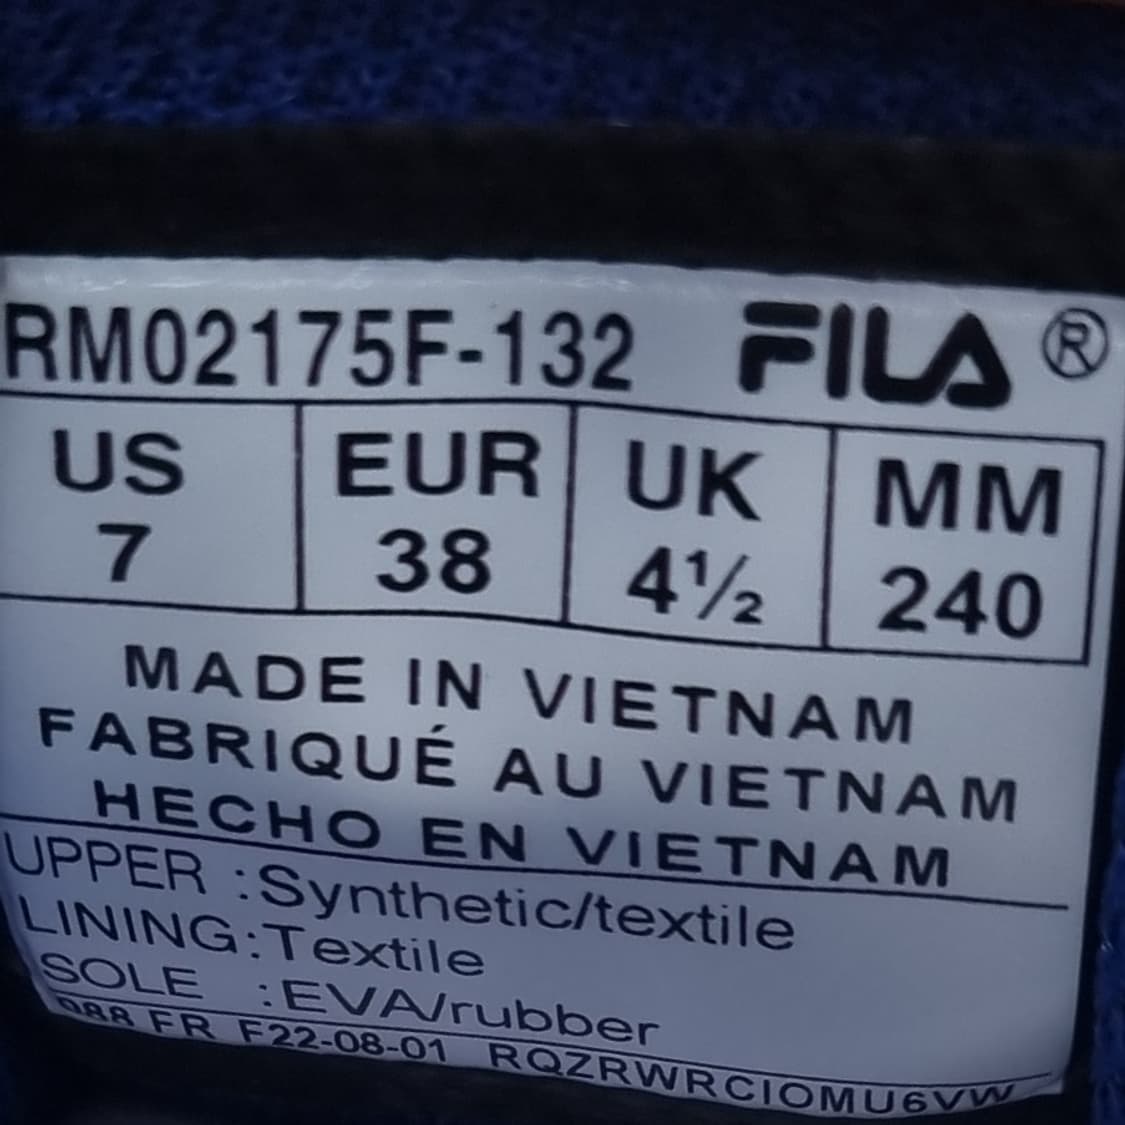 RM02175F-132 FILA ®
US EUR UK MM
7 38 4½ 240
MADE IN VIETNAM
FABRIQUÉ AU VIETNAM
HECHO EN VIETNAM
UPPER :Synthetic/textile
LINING:Textile
SOLE :EVA/rubber
FR F22-08-01 RQZRWRCIOMU6VW